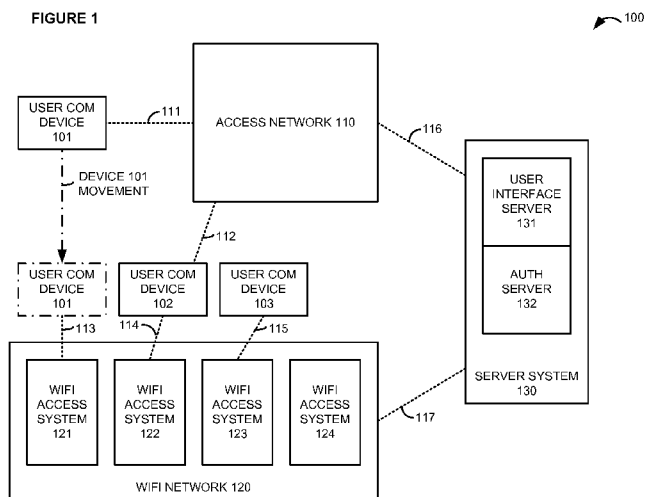 FIGURE 1
100
USER COM
DEVICE
101
111
ACCESS NETWORK 110
116
DEVICE 101
MOVEMENT
USER
INTERFACE
SERVER
131
AUTH
SERVER
132
SERVER SYSTEM
130
112
USER COM
DEVICE
101
USER COM
DEVICE
102
USER COM
DEVICE
103
113
114
115
WIFI
ACCESS
SYSTEM
121
WIFI
ACCESS
SYSTEM
122
WIFI
ACCESS
SYSTEM
123
WIFI
ACCESS
SYSTEM
124
117
WIFI NETWORK 120